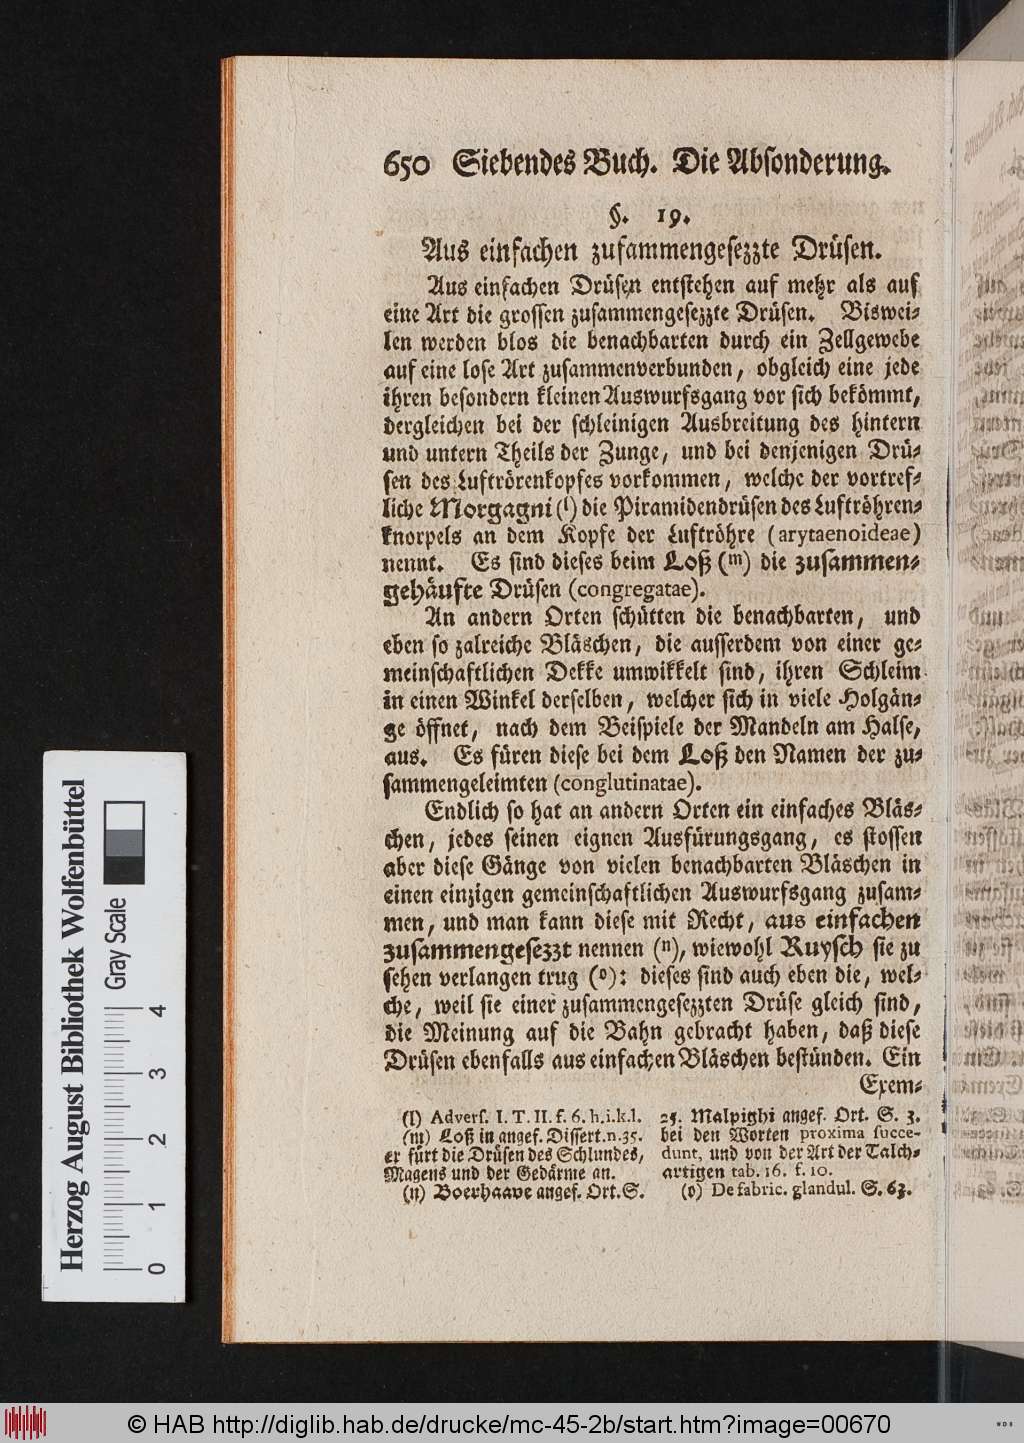 650 Siebendes Buch. Die Absonderung.
§. 19.
Aus einfachen zusammengesezzte Drüsen.
Aus einfachen Drüsen entstehen auf mehr als auf
eine Art die grossen zusammengesezzte Drüsen. Biswei-
len werden blos die benachbarten durch ein Zellgewebe
auf eine lose Art zusammenverbunden, obgleich eine jede
ihren besondern kleinen Auswurfsgang vor sich bekömmt,
dergleichen bei der schleinigen Ausbreitung des hintern
und untern Theils der Zunge, und bei denjenigen Drü-
sen des Luftrörenkopfes vorkommen, welche der vortref-
liche Morgagni (l) die Piramidendrüsen des Luftröhren-
knorpels an dem Kopfe der Luftröhre (arytaenoideae)
nennt. Es sind dieses beim Loß (m) die zusammen-
gehäufte Drüsen (congregatae).
An andern Orten schütten die benachbarten, und
eben so zalreiche Bläschen, die ausserdem von einer ge-
meinschaftlichen Dekke umwikkelt sind, ihren Schleim
in einen Winkel derselben, welcher sich in viele Holgän-
ge öffnet, nach dem Beispiele der Mandeln am Halse,
aus. Es füren diese bei dem Loß den Namen der zu-
sammengeleimten (conglutinatae).
Endlich so hat an andern Orten ein einfaches Bläs-
chen, jedes seinen eignen Ausfürungsgang, es stossen
aber diese Gänge von vielen benachbarten Bläschen in
einen einzigen gemeinschaftlichen Auswurfsgang zusam-
men, und man kann diese mit Recht, aus einfachen
zusammengesezzt nennen (n), wiewohl Ruysch sie zu
sehen verlangen trug (o): dieses sind auch eben die, wel-
che, weil sie einer zusammengesezzten Drüse gleich sind,
die Meinung auf die Bahn gebracht haben, daß diese
Drüsen ebenfalls aus einfachen Bläschen bestünden. Ein
Exem-
(l) Advers. I. T. II. f. 6. h.i.k.l.
(m) Loß in angef. Dissert. n. 35.
er fürt die Drüsen des Schlundes,
Magens und der Gedärme an.
(n) Boerhaave angef. Ort. S.
25. Malpighi angef. Ort. S. 3.
bei den Worten proxima succe-
dunt, und von der Art der Talch-
artigen tab. 16. f. 10.
(o) De fabric. glandul. S. 63.
Herzog August Bibliothek Wolfenbüttel
Gray Scale
0 1 2 3 4
© HAB http://diglib.hab.de/drucke/mc-45-2b/start.htm?image=00670